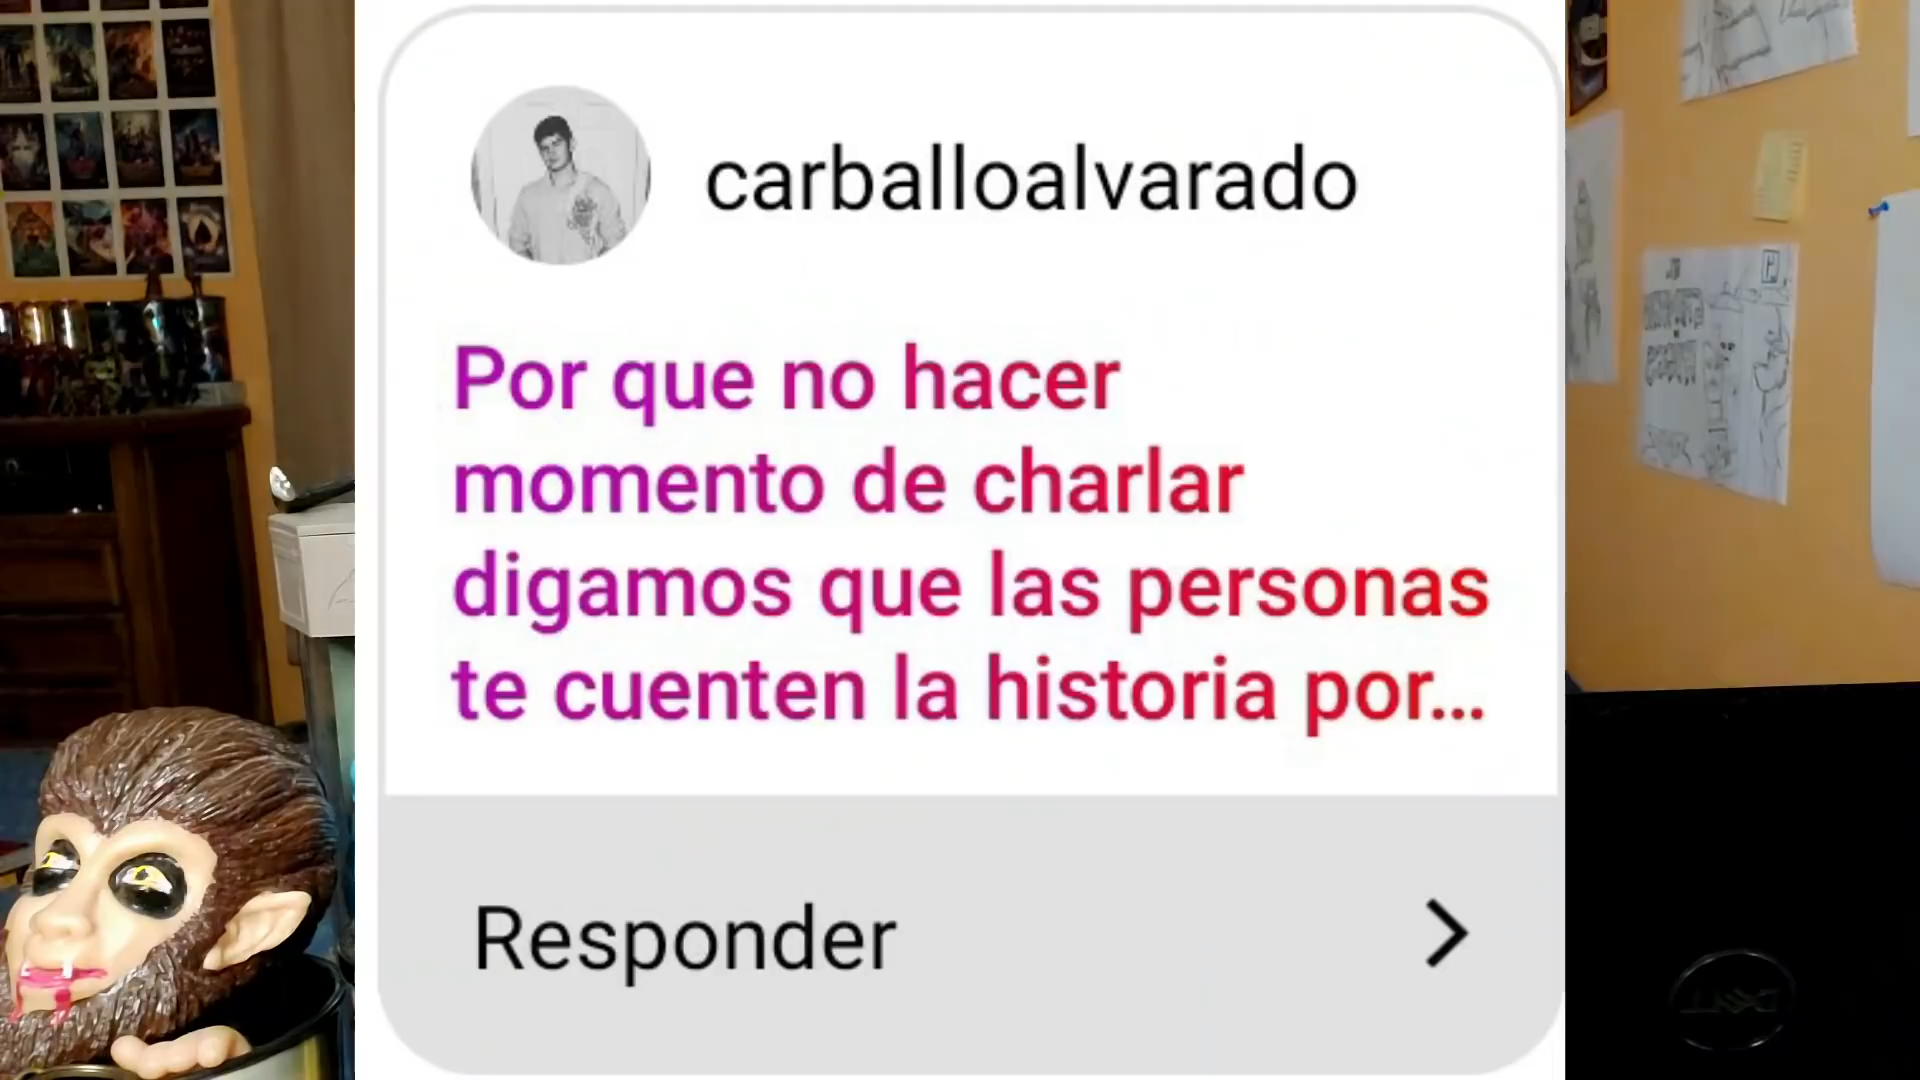 carballoalvarado
Por que no hacer
momento de charlar
digamos que las personas
te cuenten la historia por...
Responder